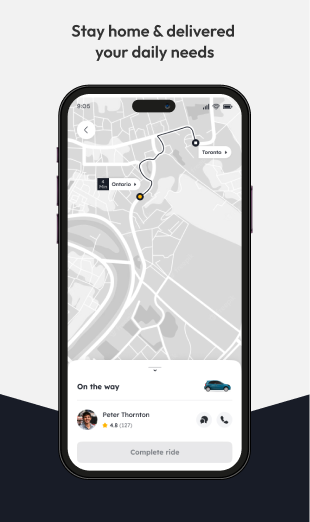 Stay home & delivered
your daily needs
9:05
Toronto
4
Min
Ontario
On the way
Peter Thornton
4.8 (127)
Complete ride